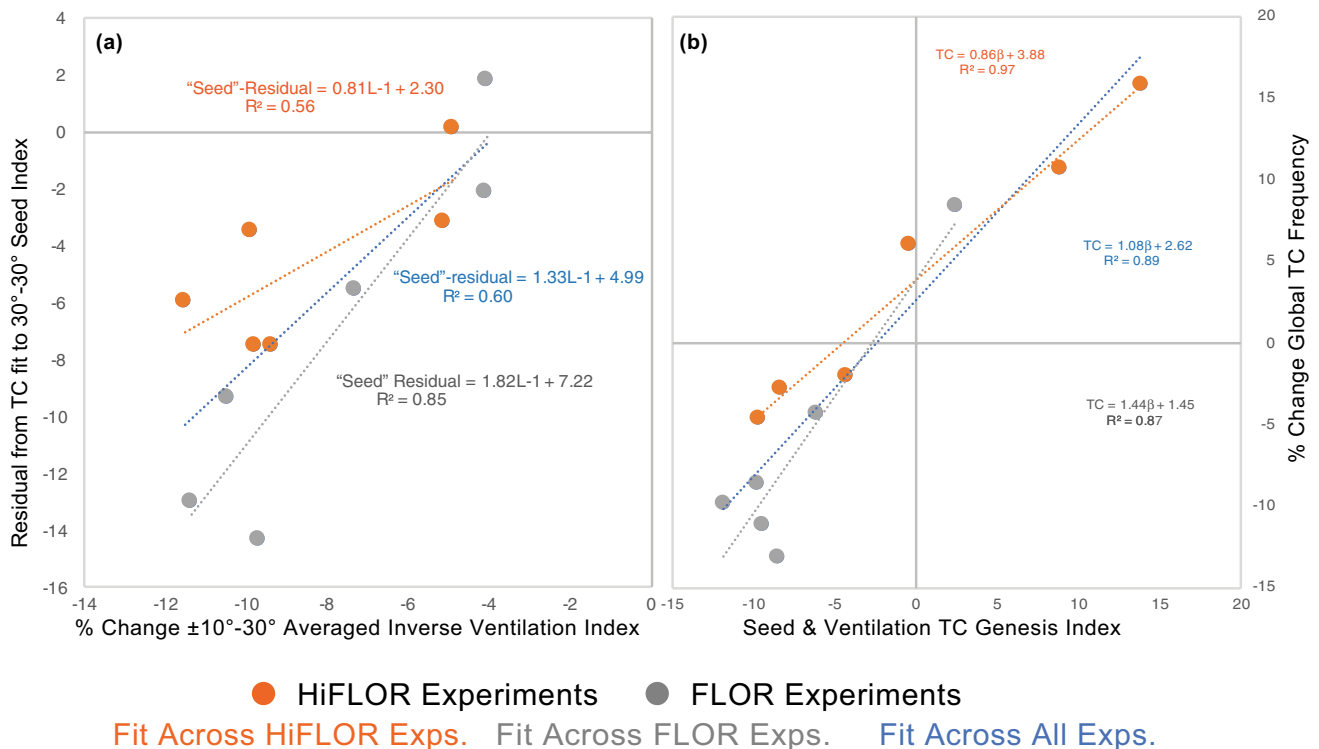 (a)
"Seed"-Residual = 0.81L-1 + 2.30
R² = 0.56
"Seed"-residual = 1.33L-1 + 4.99
R² = 0.60
"Seed" Residual = 1.82L-1 + 7.22
R² = 0.85
4
2
0
-2
-4
-6
-8
-10
-12
-14
-16
Residual from TC fit to 30°-30° Seed Index
-14
-12
-10
-8
-6
-4
-2
0
% Change ±10°-30° Averaged Inverse Ventilation Index
(b)
TC = 0.86β + 3.88
R² = 0.97
TC = 1.08β + 2.62
R² = 0.89
TC = 1.44β + 1.45
R² = 0.87
20
15
10
5
0
-5
-10
-15
% Change Global TC Frequency
-15
-10
-5
0
5
10
15
20
Seed & Ventilation TC Genesis Index
HiFLOR Experiments FLOR Experiments
Fit Across HiFLOR Exps. Fit Across FLOR Exps. Fit Across All Exps.